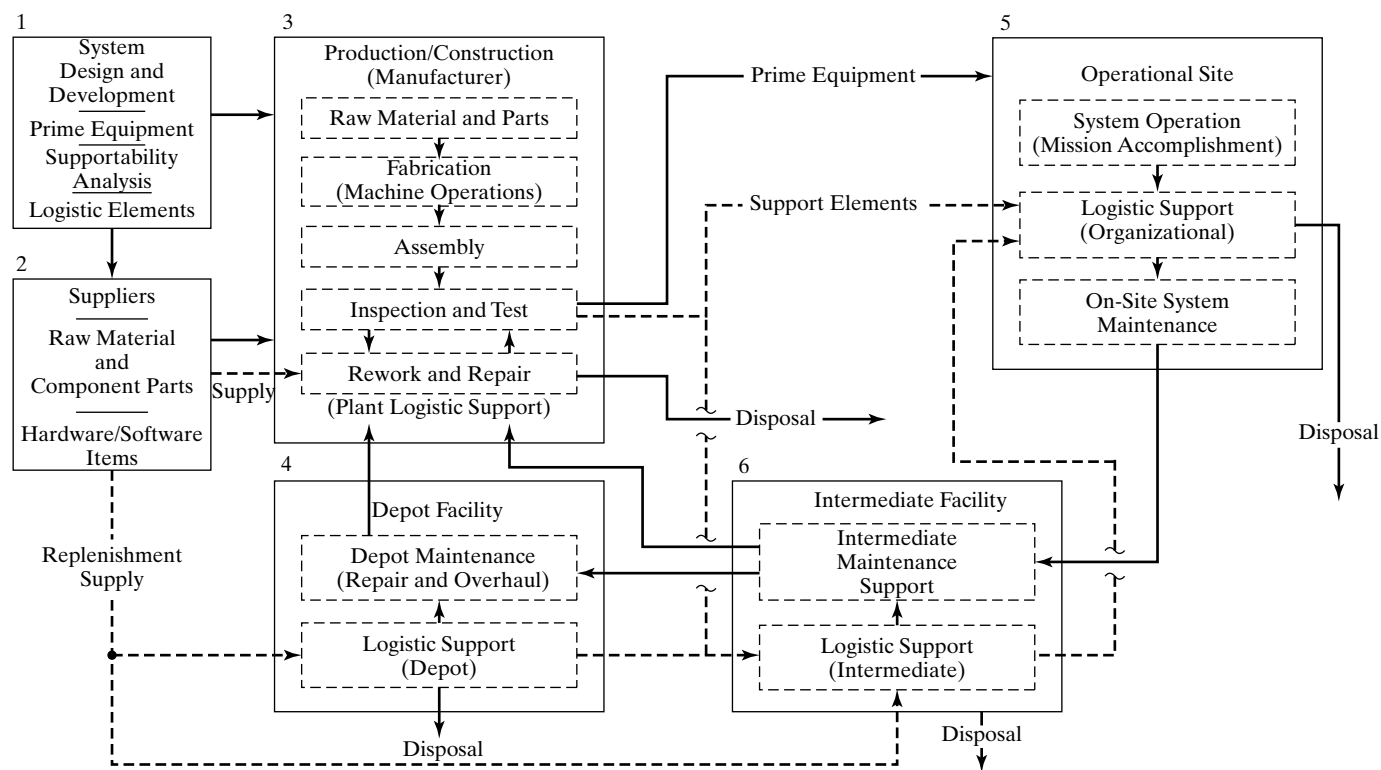 1
System
Design and
Development
Prime Equipment
Supportability
Analysis
Logistic Elements
2
Suppliers
Raw Material
and
Component Parts
Hardware/Software
Items
Supply
Replenishment
Supply
3
Production/Construction
(Manufacturer)
Raw Material and Parts
Fabrication
(Machine Operations)
Assembly
Inspection and Test
Rework and Repair
(Plant Logistic Support)
Prime Equipment
Support Elements
Disposal
4
Depot Facility
Depot Maintenance
(Repair and Overhaul)
Logistic Support
(Depot)
Disposal
5
Operational Site
System Operation
(Mission Accomplishment)
Logistic Support
(Organizational)
On-Site System
Maintenance
Disposal
6
Intermediate Facility
Intermediate
Maintenance
Support
Logistic Support
(Intermediate)
Disposal